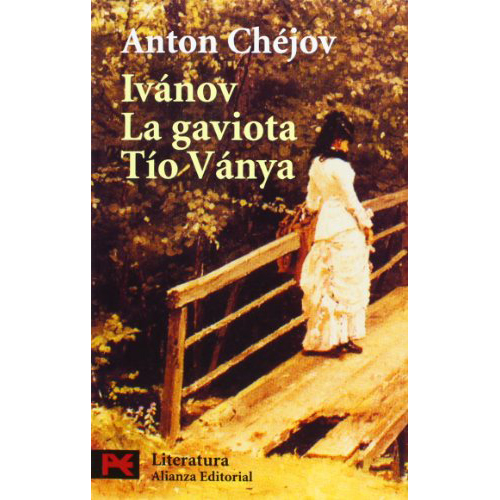 Anton Chéjov
Ivánov
La gaviota
Tío Ványa
Literatura
Alianza Editorial